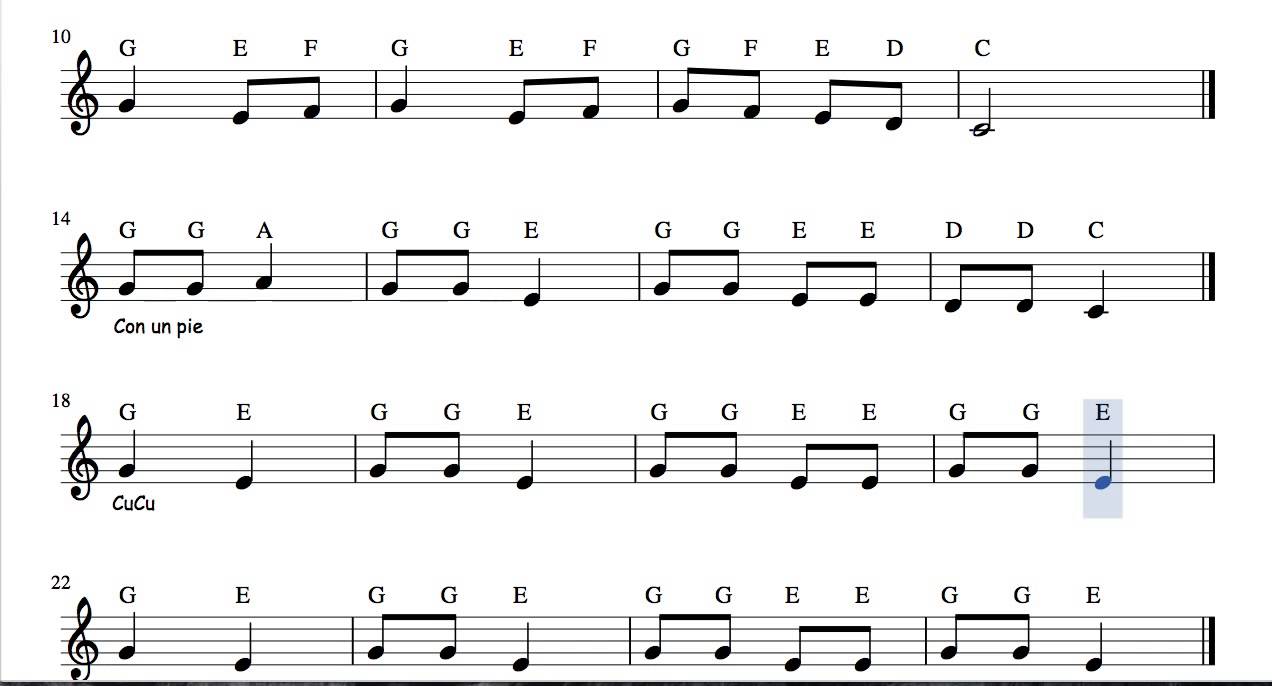 10
G E F G E F G F E D C
14
G G A G G E G G E E D D C
Con un pie
18
G E G G E G G E E G G E
CuCu
22
G E G G E G G E E G G E